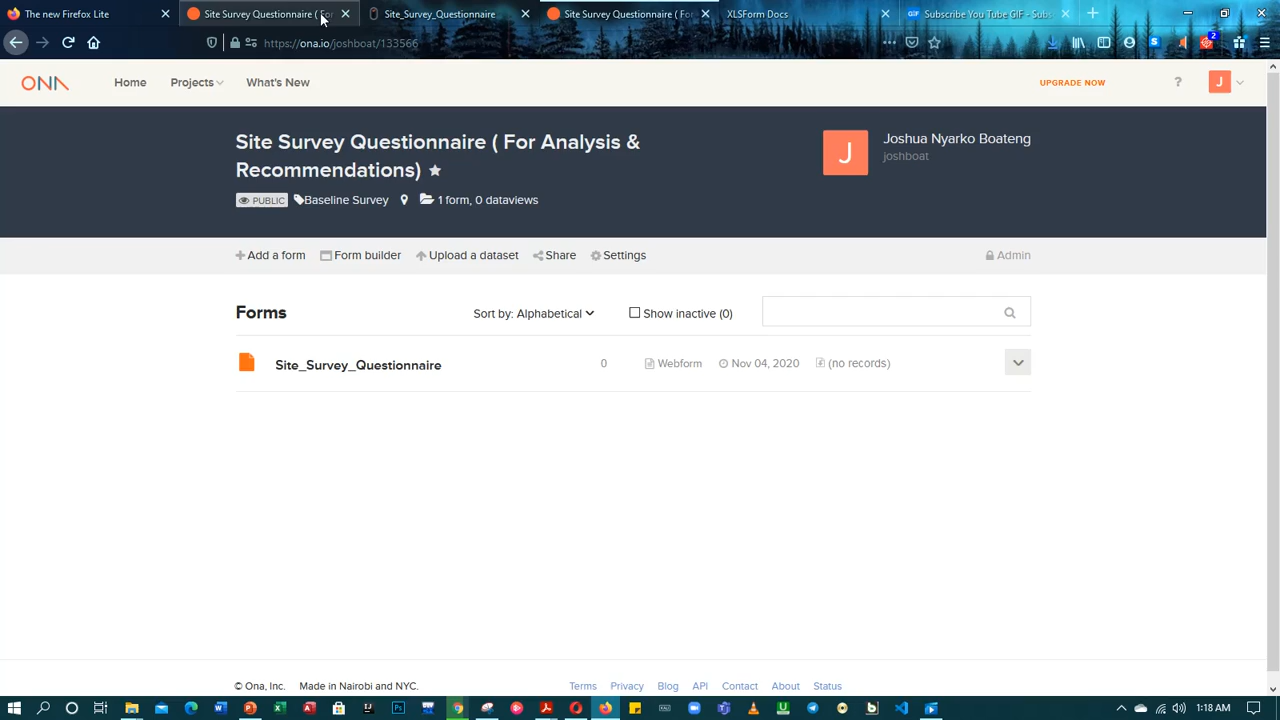 The new Firefox Lite
Site Survey Questionnaire ( For
Site_Survey_Questionnaire
Site Survey Questionnaire ( For
XLSForm Docs
GIF Subscribe You Tube GIF - Subs
https://ona.io/joshboat/133566
2
ONA
Home
Projects
What's New
UPGRADE NOW
?
J
Site Survey Questionnaire ( For Analysis &
Recommendations)
J
Joshua Nyarko Boateng
joshboat
PUBLIC
Baseline Survey
1 form, 0 dataviews
Add a form
Form builder
Upload a dataset
Share
Settings
Admin
Forms
Sort by: Alphabetical
Show inactive (0)
Site_Survey_Questionnaire
0
Webform
Nov 04, 2020
(no records)
© Ona, Inc.
Made in Nairobi and NYC.
Terms
Privacy
Blog
API
Contact
About
Status
1:18 AM